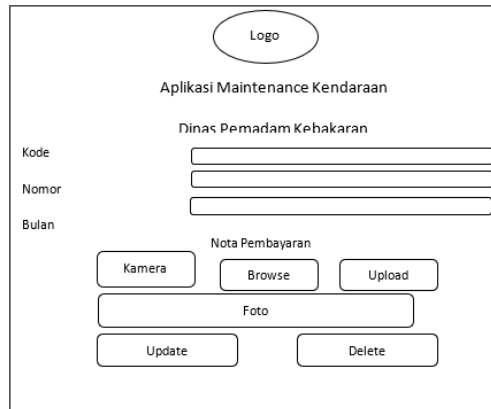 Logo
Aplikasi Maintenance Kendaraan
Dinas Pemadam Kebakaran
Kode
Nomor
Bulan
Nota Pembayaran
Kamera Browse Upload
Foto
Update Delete